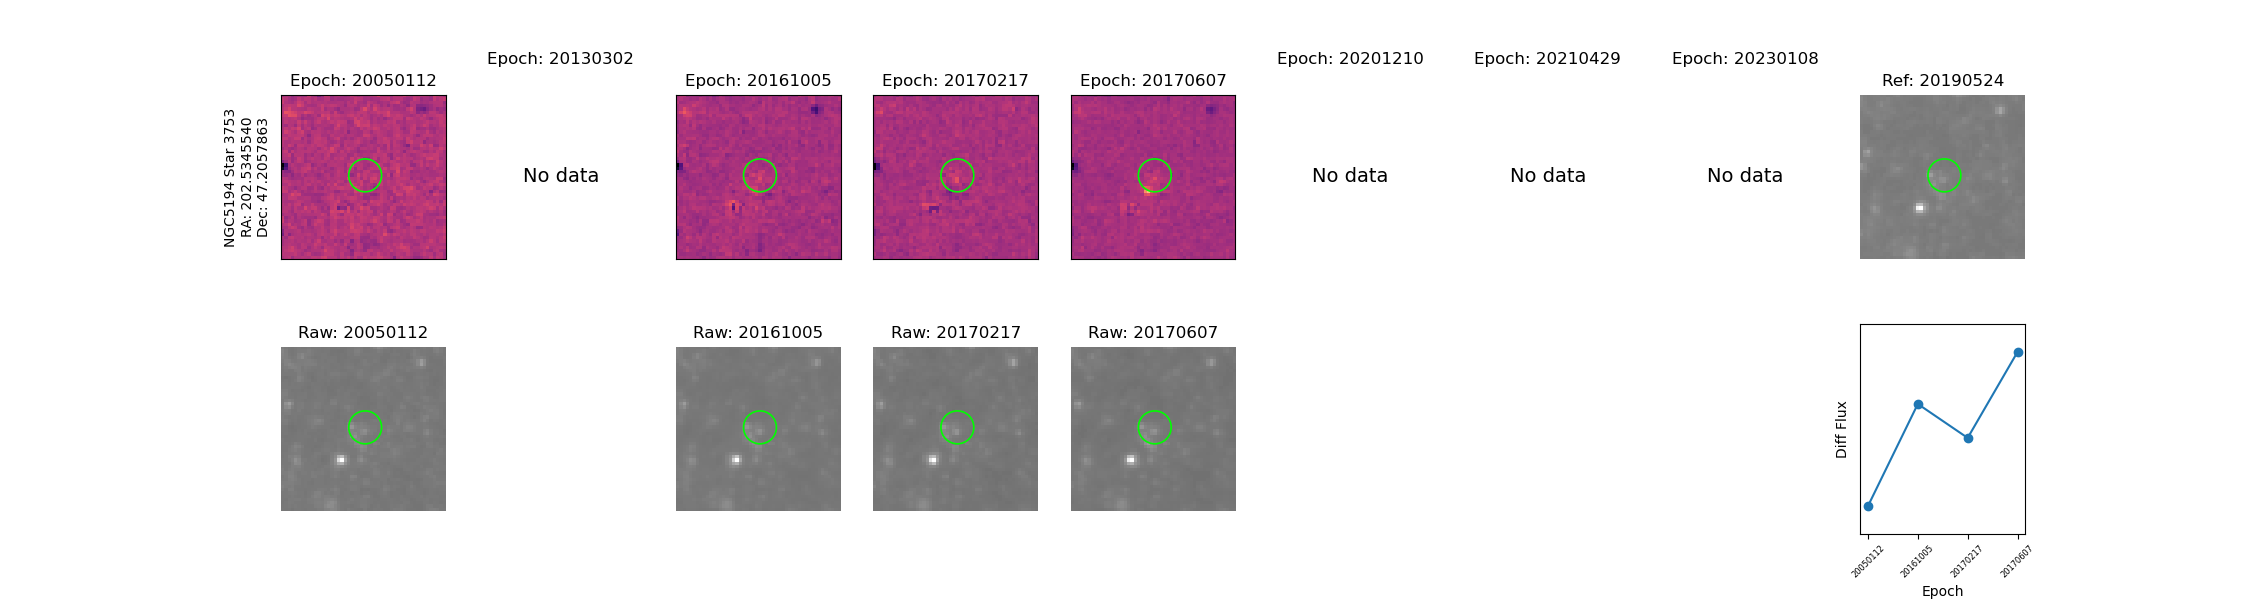 NGC5194 Star 3753
RA: 202.5345540
Dec: 47.2057863
Epoch: 20050112
Epoch: 20130302
No data
Epoch: 20161005
Epoch: 20170217
Epoch: 20170607
Epoch: 20201210
No data
Epoch: 20210429
No data
Epoch: 20230108
No data
Ref: 20190524
Raw: 20050112
Raw: 20161005
Raw: 20170217
Raw: 20170607
Diff Flux
20050112
20161005
20170217
20170607
Epoch